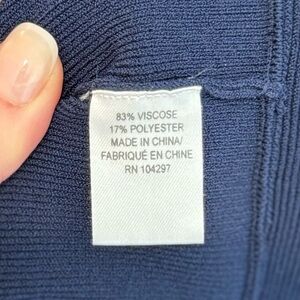 83% VISCOSE
17% POLYESTER
MADE IN CHINA/
FABRIQUÉ EN CHINE
RN 104297